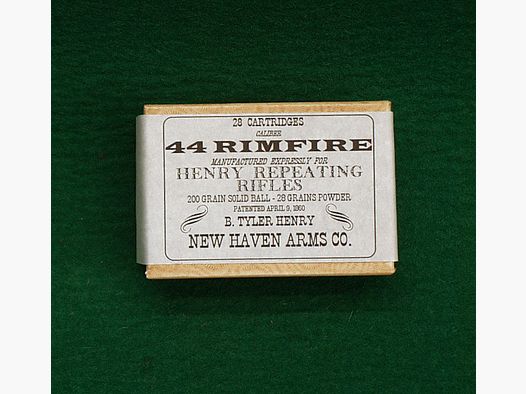 28 CARTRIDGES
CALIBER
44 RIMFIRE
MANUFACTURED EXPRESSLY FOR
HENRY REPEATING
RIFLES
200 GRAIN SOLID BALL - 28 GRAINS POWDER
PATENTED APRIL 9, 1860
B. TYLER HENRY
NEW HAVEN ARMS CO.